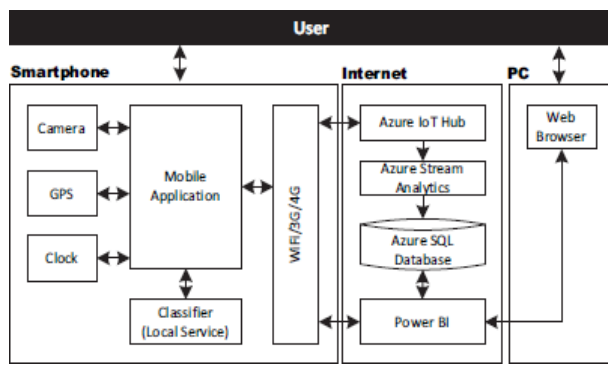 User
Smartphone
Internet
PC
Camera
GPS
Clock
Mobile
Application
Classifier
(Local Service)
WiFi/3G/4G
Azure IoT Hub
Azure Stream
Analytics
Azure SQL
Database
Power BI
Web
Browser